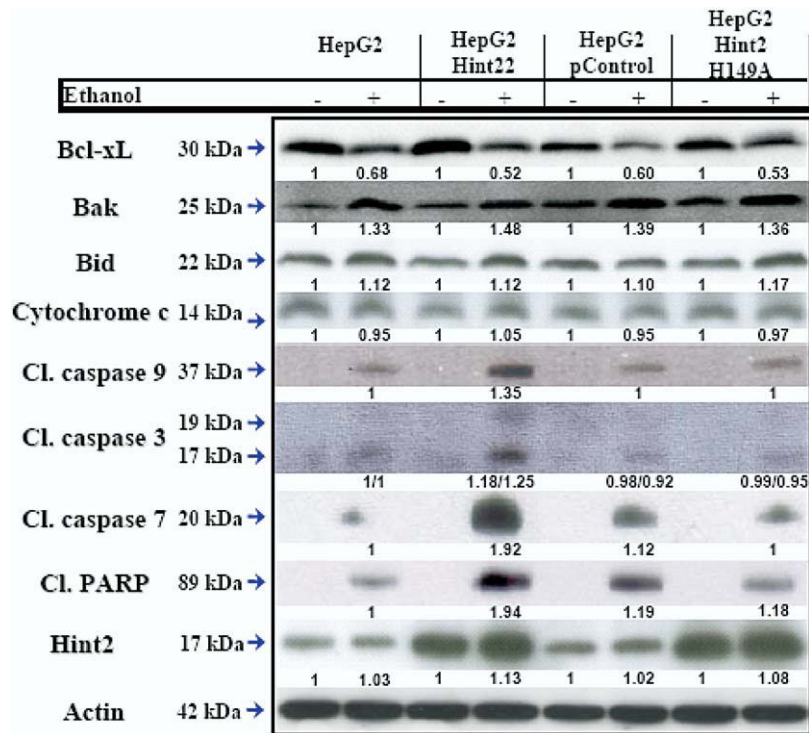 HepG2 HepG2 Hint22 HepG2 pControl HepG2 Hint2 H149A
Ethanol - + - + - + - +
Bcl-xL 30 kDa
1 0.68 1 0.52 1 0.60 1 0.53
Bak 25 kDa
1 1.33 1 1.48 1 1.39 1 1.36
Bid 22 kDa
1 1.12 1 1.12 1 1.10 1 1.17
Cytochrome c 14 kDa
1 0.95 1 1.05 1 0.95 1 0.97
Cl. caspase 9 37 kDa
1 1.35 1 1
Cl. caspase 3 19 kDa
17 kDa
1/1 1.18/1.25 0.98/0.92 0.99/0.95
Cl. caspase 7 20 kDa
1 1.92 1.12 1
Cl. PARP 89 kDa
1 1.94 1.19 1.18
Hint2 17 kDa
1 1.03 1 1.13 1 1.02 1 1.08
Actin 42 kDa